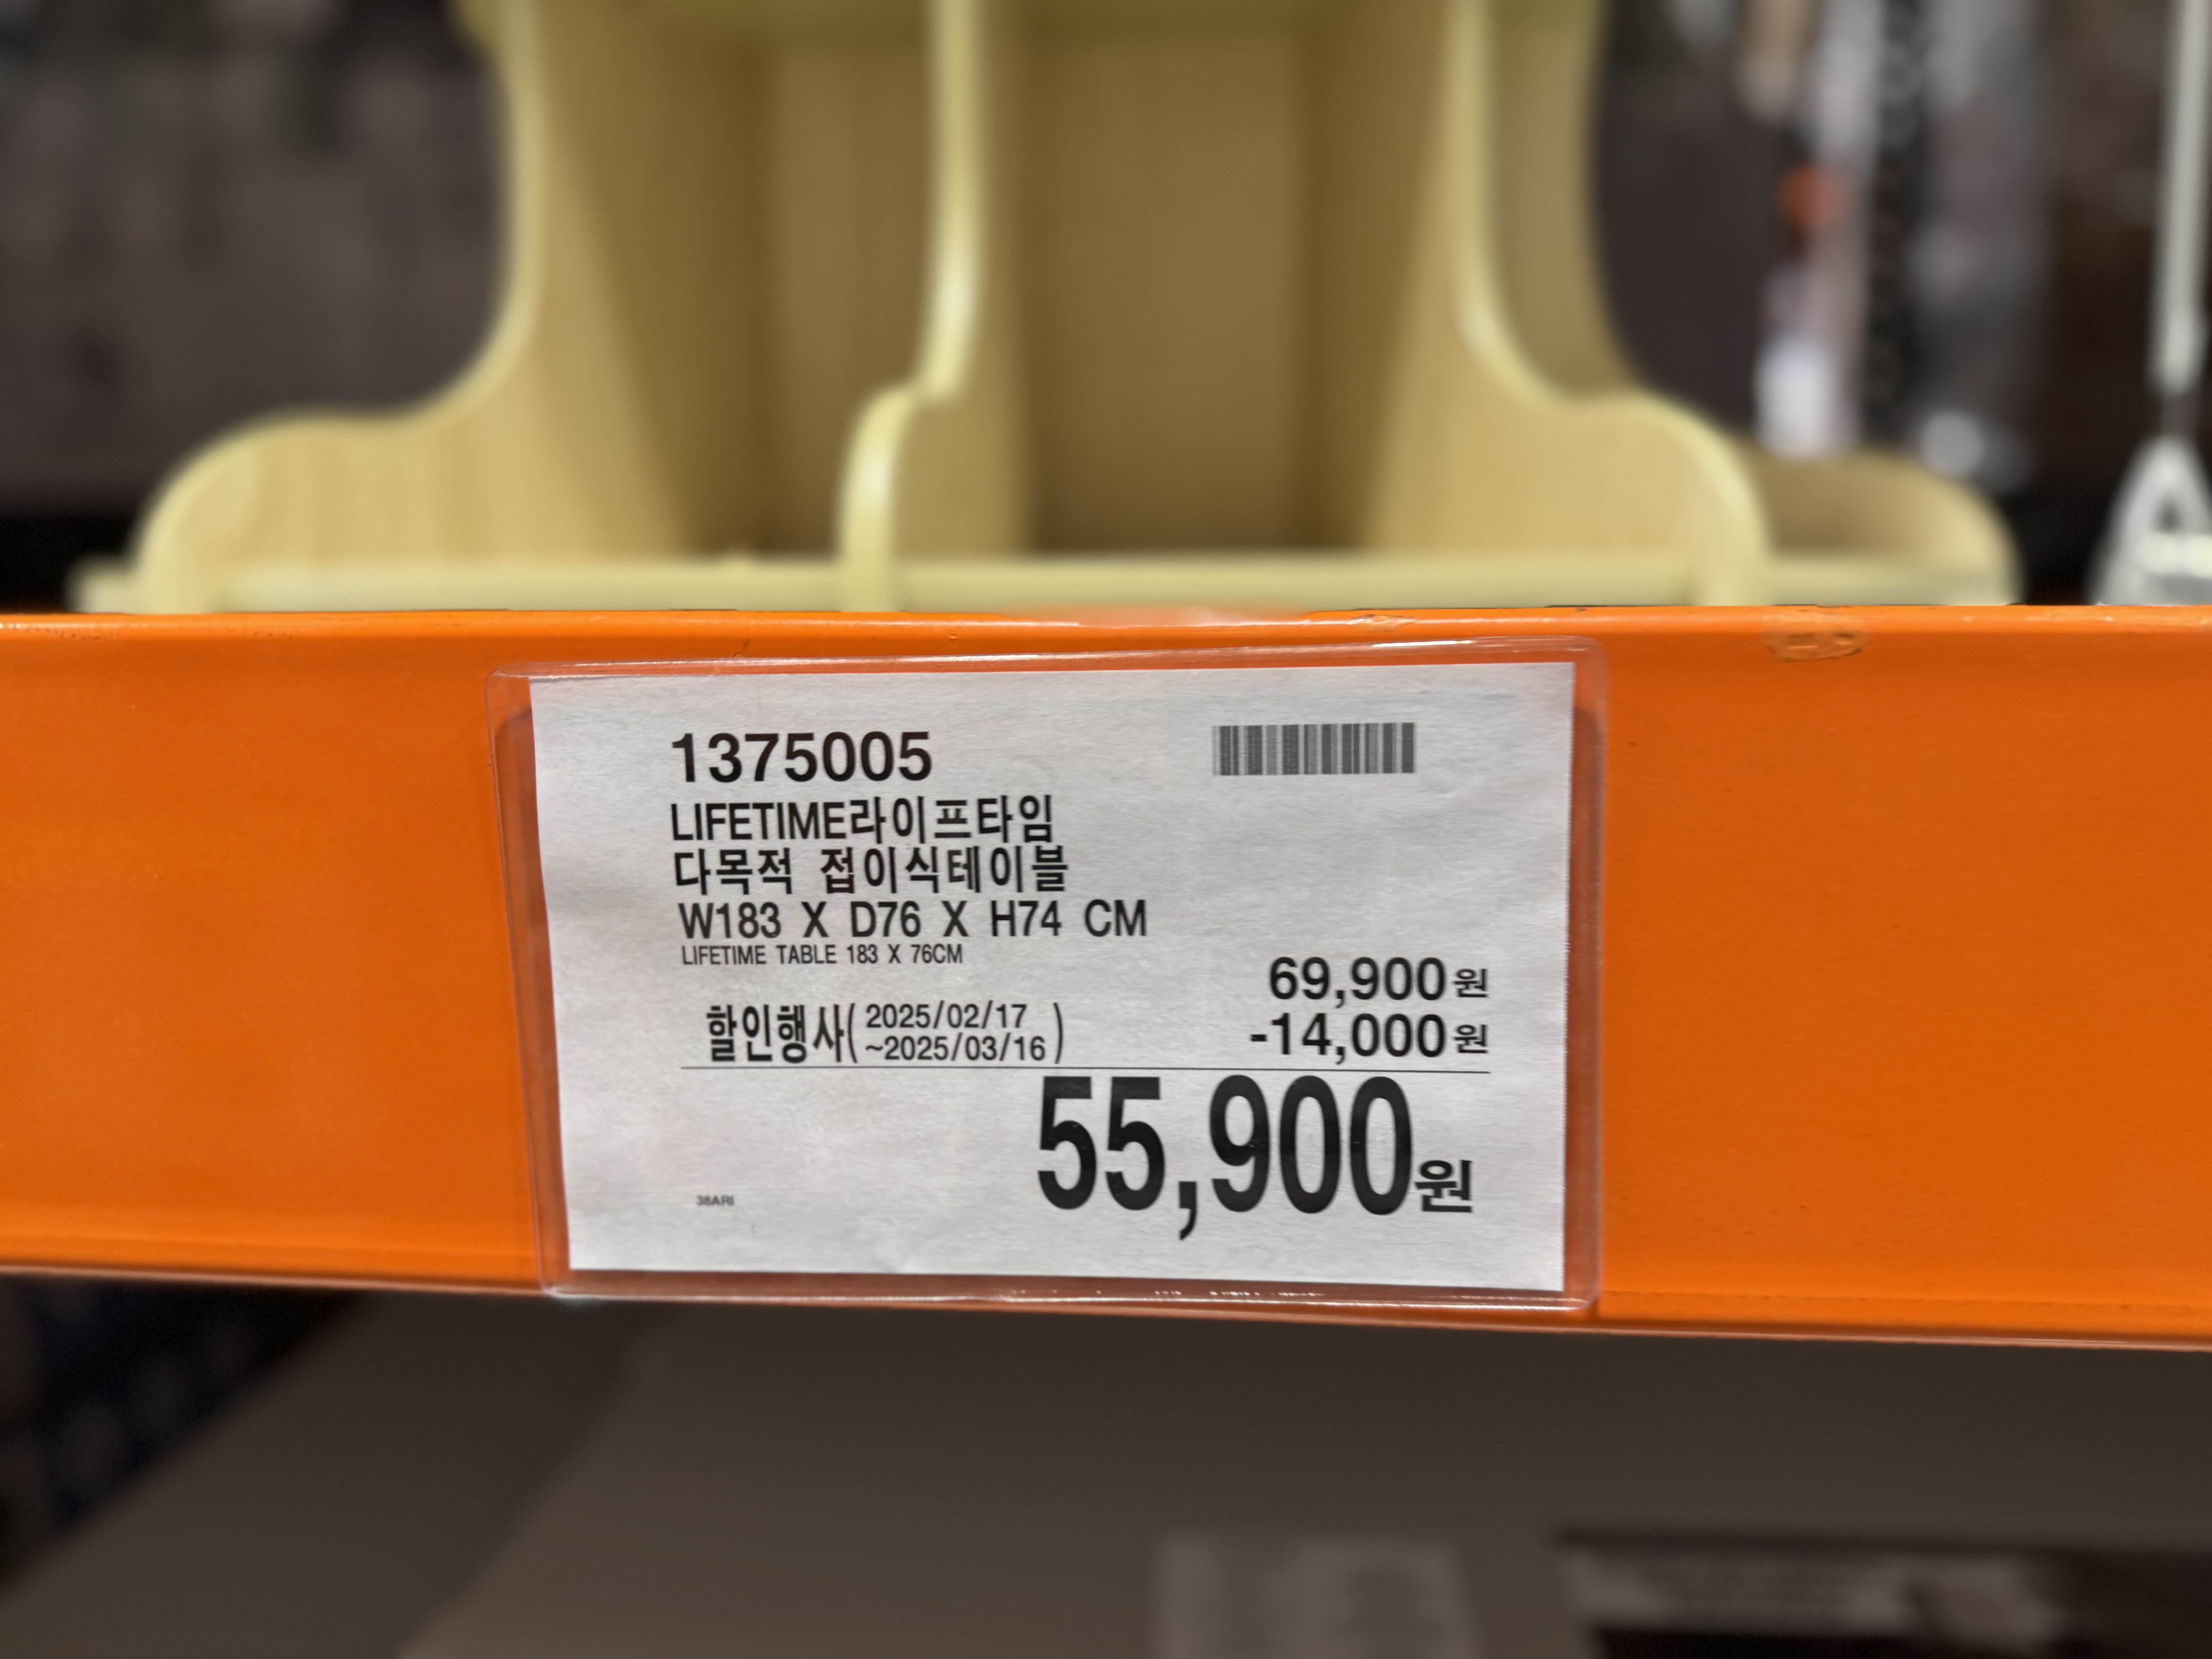 1375005
LIFETIME라이프타임
다목적 접이식테이블
W183 X D76 X H74 CM
LIFETIME TABLE 183 X 76CM
69,900원
할인행사( 2025/02/17
~2025/03/16 )
-14,000원
55,900원
38ARI